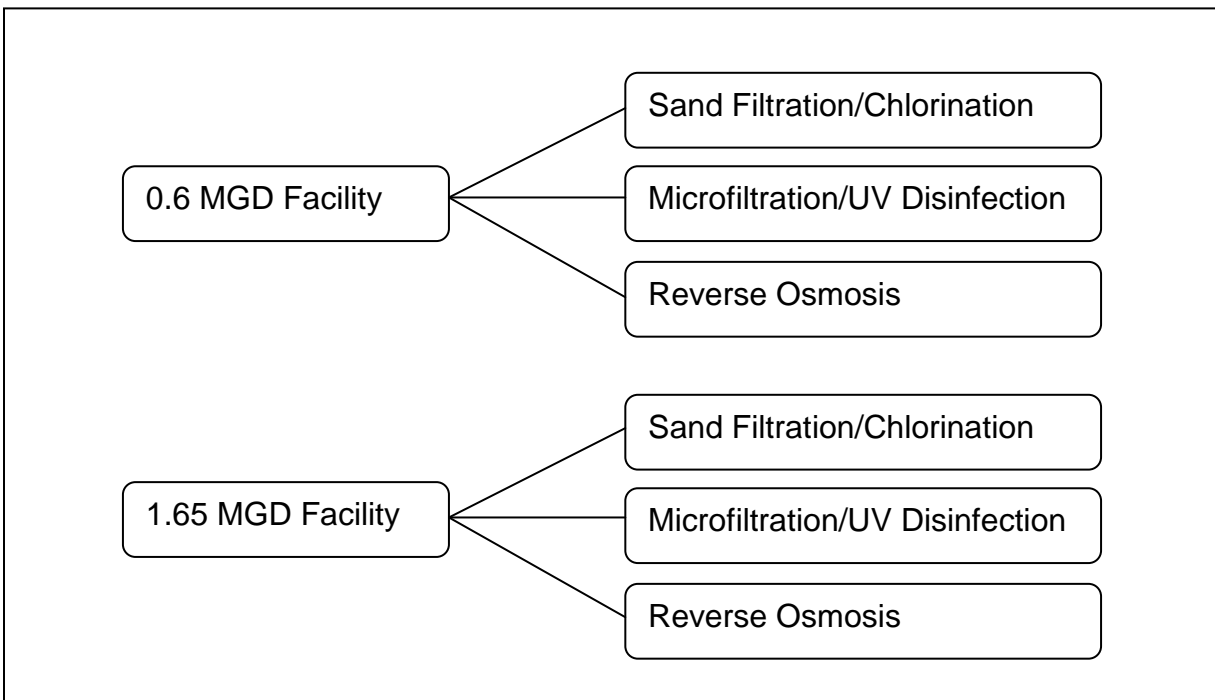 0.6 MGD Facility
Sand Filtration/Chlorination
Microfiltration/UV Disinfection
Reverse Osmosis
1.65 MGD Facility
Sand Filtration/Chlorination
Microfiltration/UV Disinfection
Reverse Osmosis